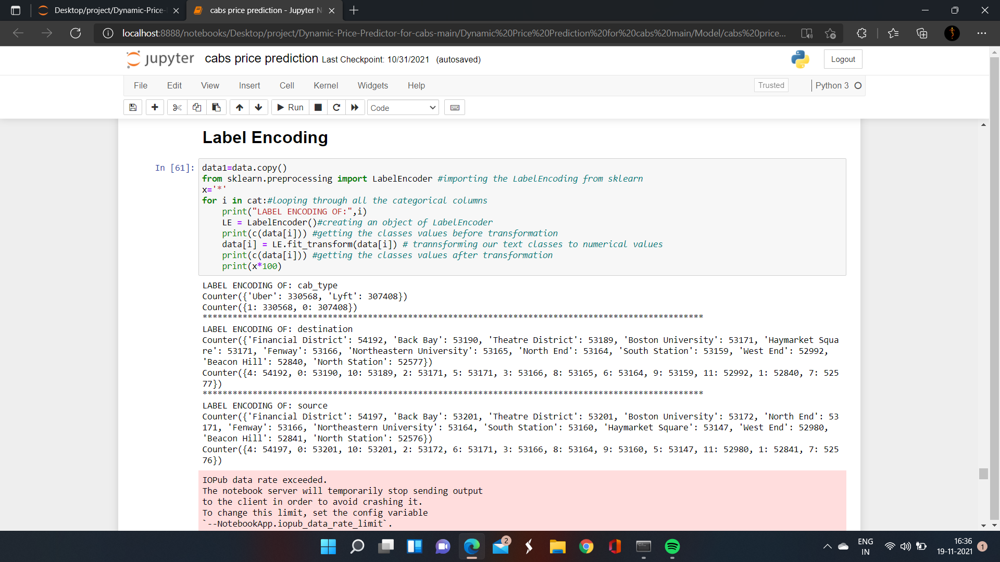 Desktop/project/Dynamic-Price-
cabs price prediction - Jupyter N
localhost:8888/notebooks/Desktop/project/Dynamic-Price-Predictor-for-cabs-main/Dynamic%20Price%20Prediction%20for%20cabs%20main/Model/cabs%20price...
jupyter cabs price prediction Last Checkpoint: 10/31/2021 (autosaved)
Logout
File Edit View Insert Cell Kernel Widgets Help
Trusted
Python 3
Run
Code
Label Encoding
In [61]:
data1=data.copy()
from sklearn.preprocessing import LabelEncoder #importing the LabelEncoding from sklearn
x='*'
for i in cat:#looping through all the categorical columns
    print("LABEL ENCODING OF:",i)
    LE = LabelEncoder()#creating an object of LabelEncoder
    print(c(data[i])) #getting the classes values before transformation
    data[i] = LE.fit_transform(data[i]) # trannsforming our text classes to numerical values
    print(c(data[i])) #getting the classes values after transformation
    print(x*100)
LABEL ENCODING OF: cab_type
Counter({'Uber': 330568, 'Lyft': 307408})
Counter({1: 330568, 0: 307408})
****************************************************************************************************
LABEL ENCODING OF: destination
Counter({'Financial District': 54192, 'Back Bay': 53190, 'Theatre District': 53189, 'Boston University': 53171, 'Haymarket Squa
re': 53171, 'Fenway': 53166, 'Northeastern University': 53165, 'North End': 53164, 'South Station': 53159, 'West End': 52992,
'Beacon Hill': 52840, 'North Station': 52577})
Counter({4: 54192, 0: 53190, 10: 53189, 2: 53171, 5: 53171, 3: 53166, 8: 53165, 6: 53164, 9: 53159, 11: 52992, 1: 52840, 7: 525
77})
****************************************************************************************************
LABEL ENCODING OF: source
Counter({'Financial District': 54197, 'Back Bay': 53201, 'Theatre District': 53201, 'Boston University': 53172, 'North End': 53
171, 'Fenway': 53166, 'Northeastern University': 53164, 'South Station': 53160, 'Haymarket Square': 53147, 'West End': 52980,
'Beacon Hill': 52841, 'North Station': 52576})
Counter({4: 54197, 0: 53201, 10: 53201, 2: 53172, 6: 53171, 3: 53166, 8: 53164, 9: 53160, 5: 53147, 11: 52980, 1: 52841, 7: 525
76})
IOPub data rate exceeded.
The notebook server will temporarily stop sending output
to the client in order to avoid crashing it.
To change this limit, set the config variable
`--NotebookApp.iopub_data_rate_limit`.
2
ENG
IN
16:36
19-11-2021
1